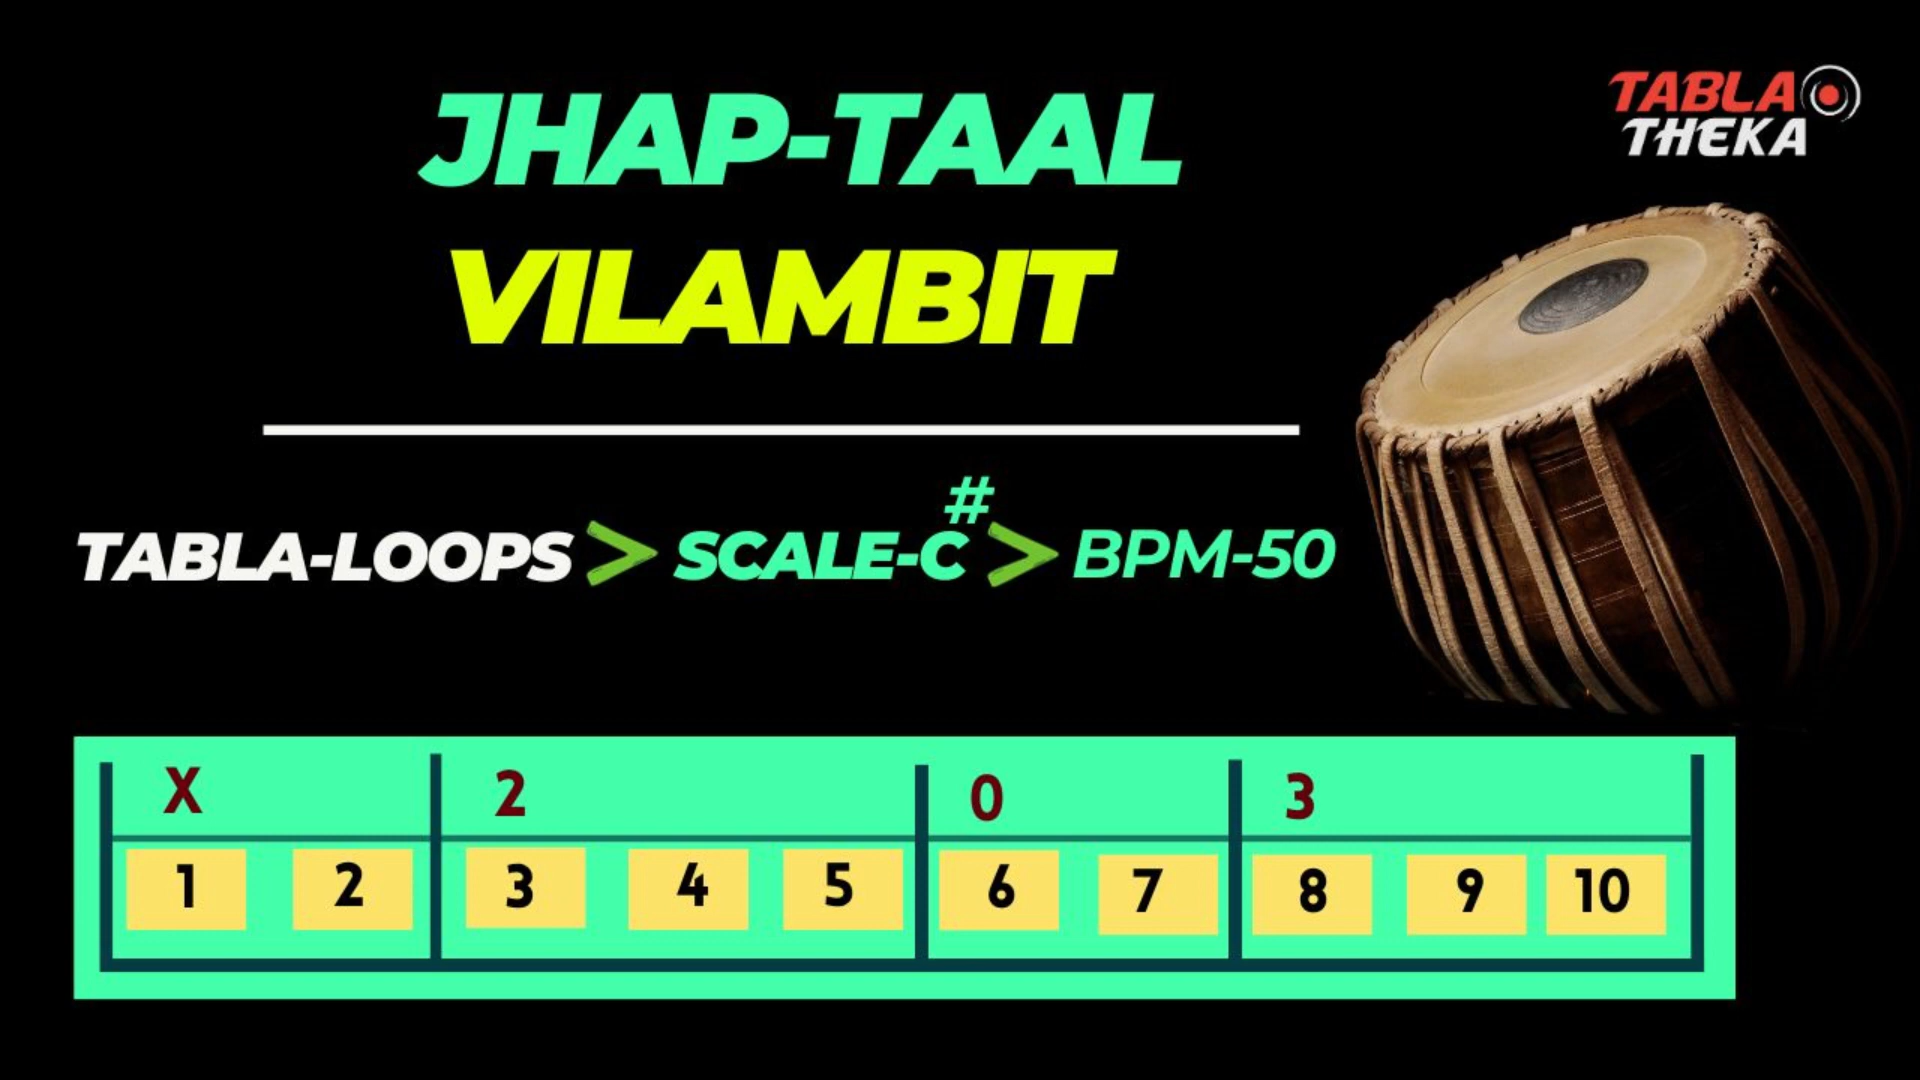 JHAP-TAAL
TABLA
THEKA
VILAMBIT
#
TABLA-LOOPS > SCALE-C > BPM-50
X 2 0 3
1 2 3 4 5 6 7 8 9 10